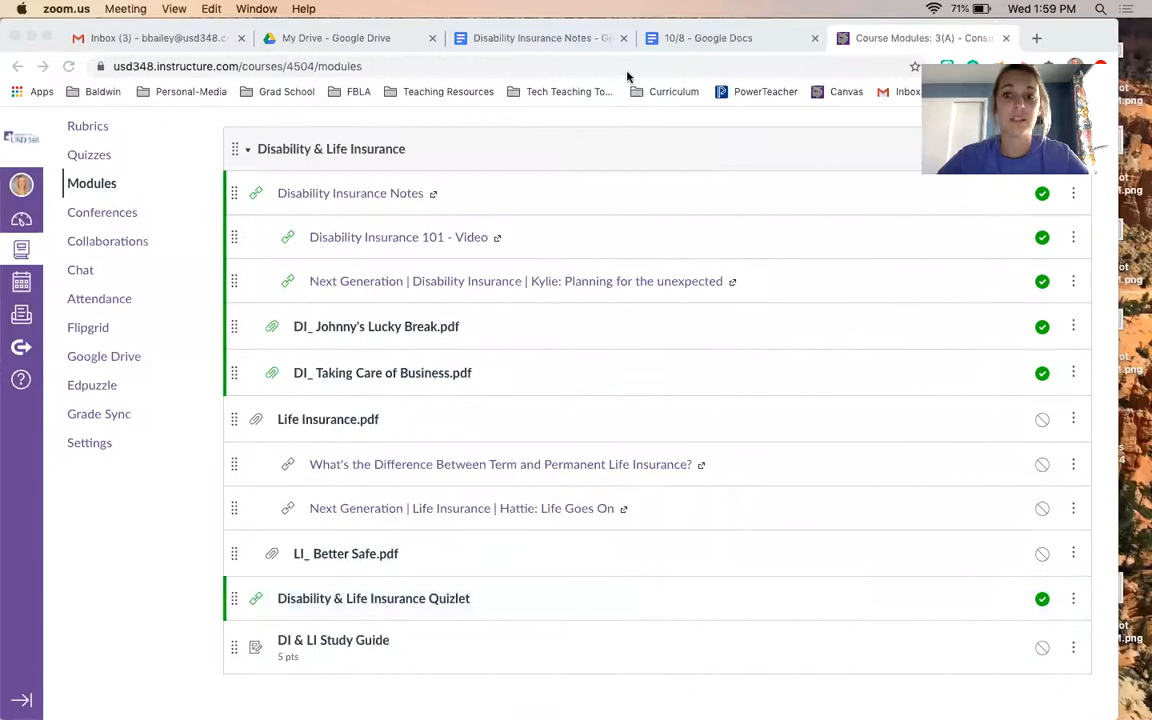 zoom.us Meeting View Edit Window Help 71% Wed 1:59 PM
Inbox (3) - bbailey@usd348.c My Drive - Google Drive Disability Insurance Notes - G 10/8 - Google Docs Course Modules: 3(A) - Consu
usd348.instructure.com/courses/4504/modules
Apps Baldwin Personal-Media Grad School FBLA Teaching Resources Tech Teaching To... Curriculum PowerTeacher Canvas Inbox
USD 348
Rubrics
Quizzes
Modules
Conferences
Collaborations
Chat
Attendance
Flipgrid
Google Drive
Edpuzzle
Grade Sync
Settings
Disability & Life Insurance
Disability Insurance Notes
Disability Insurance 101 - Video
Next Generation | Disability Insurance | Kylie: Planning for the unexpected
DI_ Johnny's Lucky Break.pdf
DI_ Taking Care of Business.pdf
Life Insurance.pdf
What's the Difference Between Term and Permanent Life Insurance?
Next Generation | Life Insurance | Hattie: Life Goes On
LI_ Better Safe.pdf
Disability & Life Insurance Quizlet
DI & LI Study Guide
5 pts